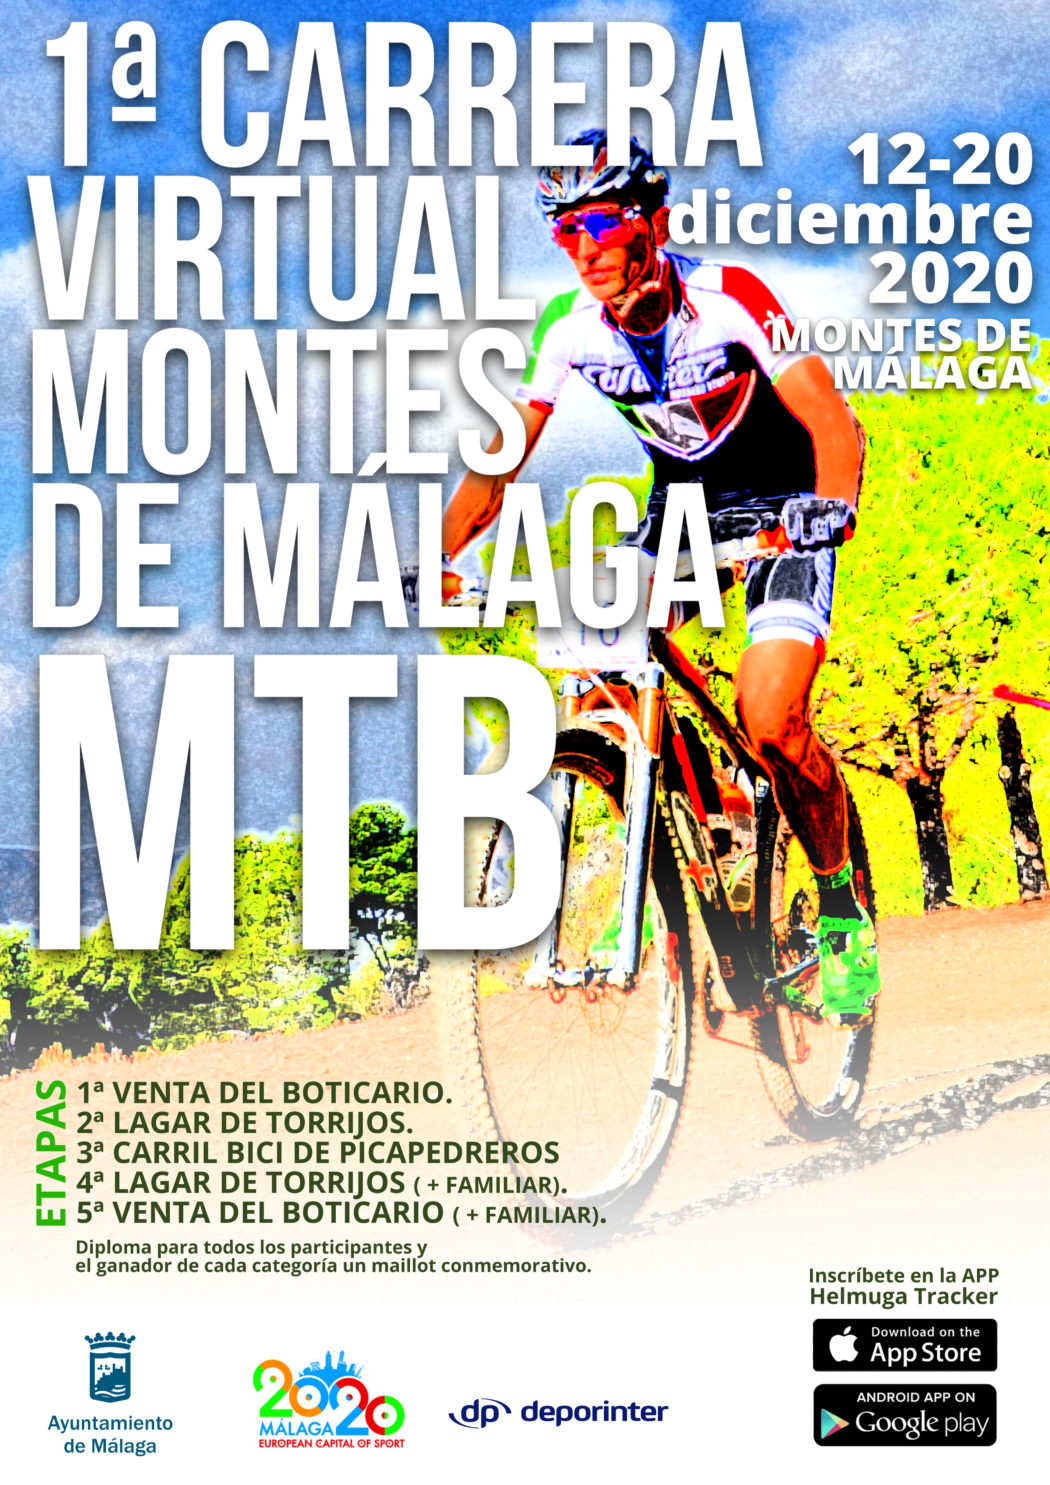 1ª CARRERA
VIRTUAL
MONTES
DE MÁLAGA
MTB
12-20
diciembre
2020
MONTES DE
MÁLAGA
10
ETAPAS
1ª VENTA DEL BOTICARIO.
2ª LAGAR DE TORRIJOS.
3ª CARRIL BICI DE PICAPEDREROS
4ª LAGAR DE TORRIJOS ( + FAMILIAR).
5ª VENTA DEL BOTICARIO ( + FAMILIAR).
Diploma para todos los participantes y
el ganador de cada categoría un maillot conmemorativo.
Inscríbete en la APP
Helmuga Tracker
Download on the
App Store
ANDROID APP ON
Google play
Ayuntamiento
de Málaga
2020
MÁLAGA
EUROPEAN CAPITAL OF SPORT
dp deporinter